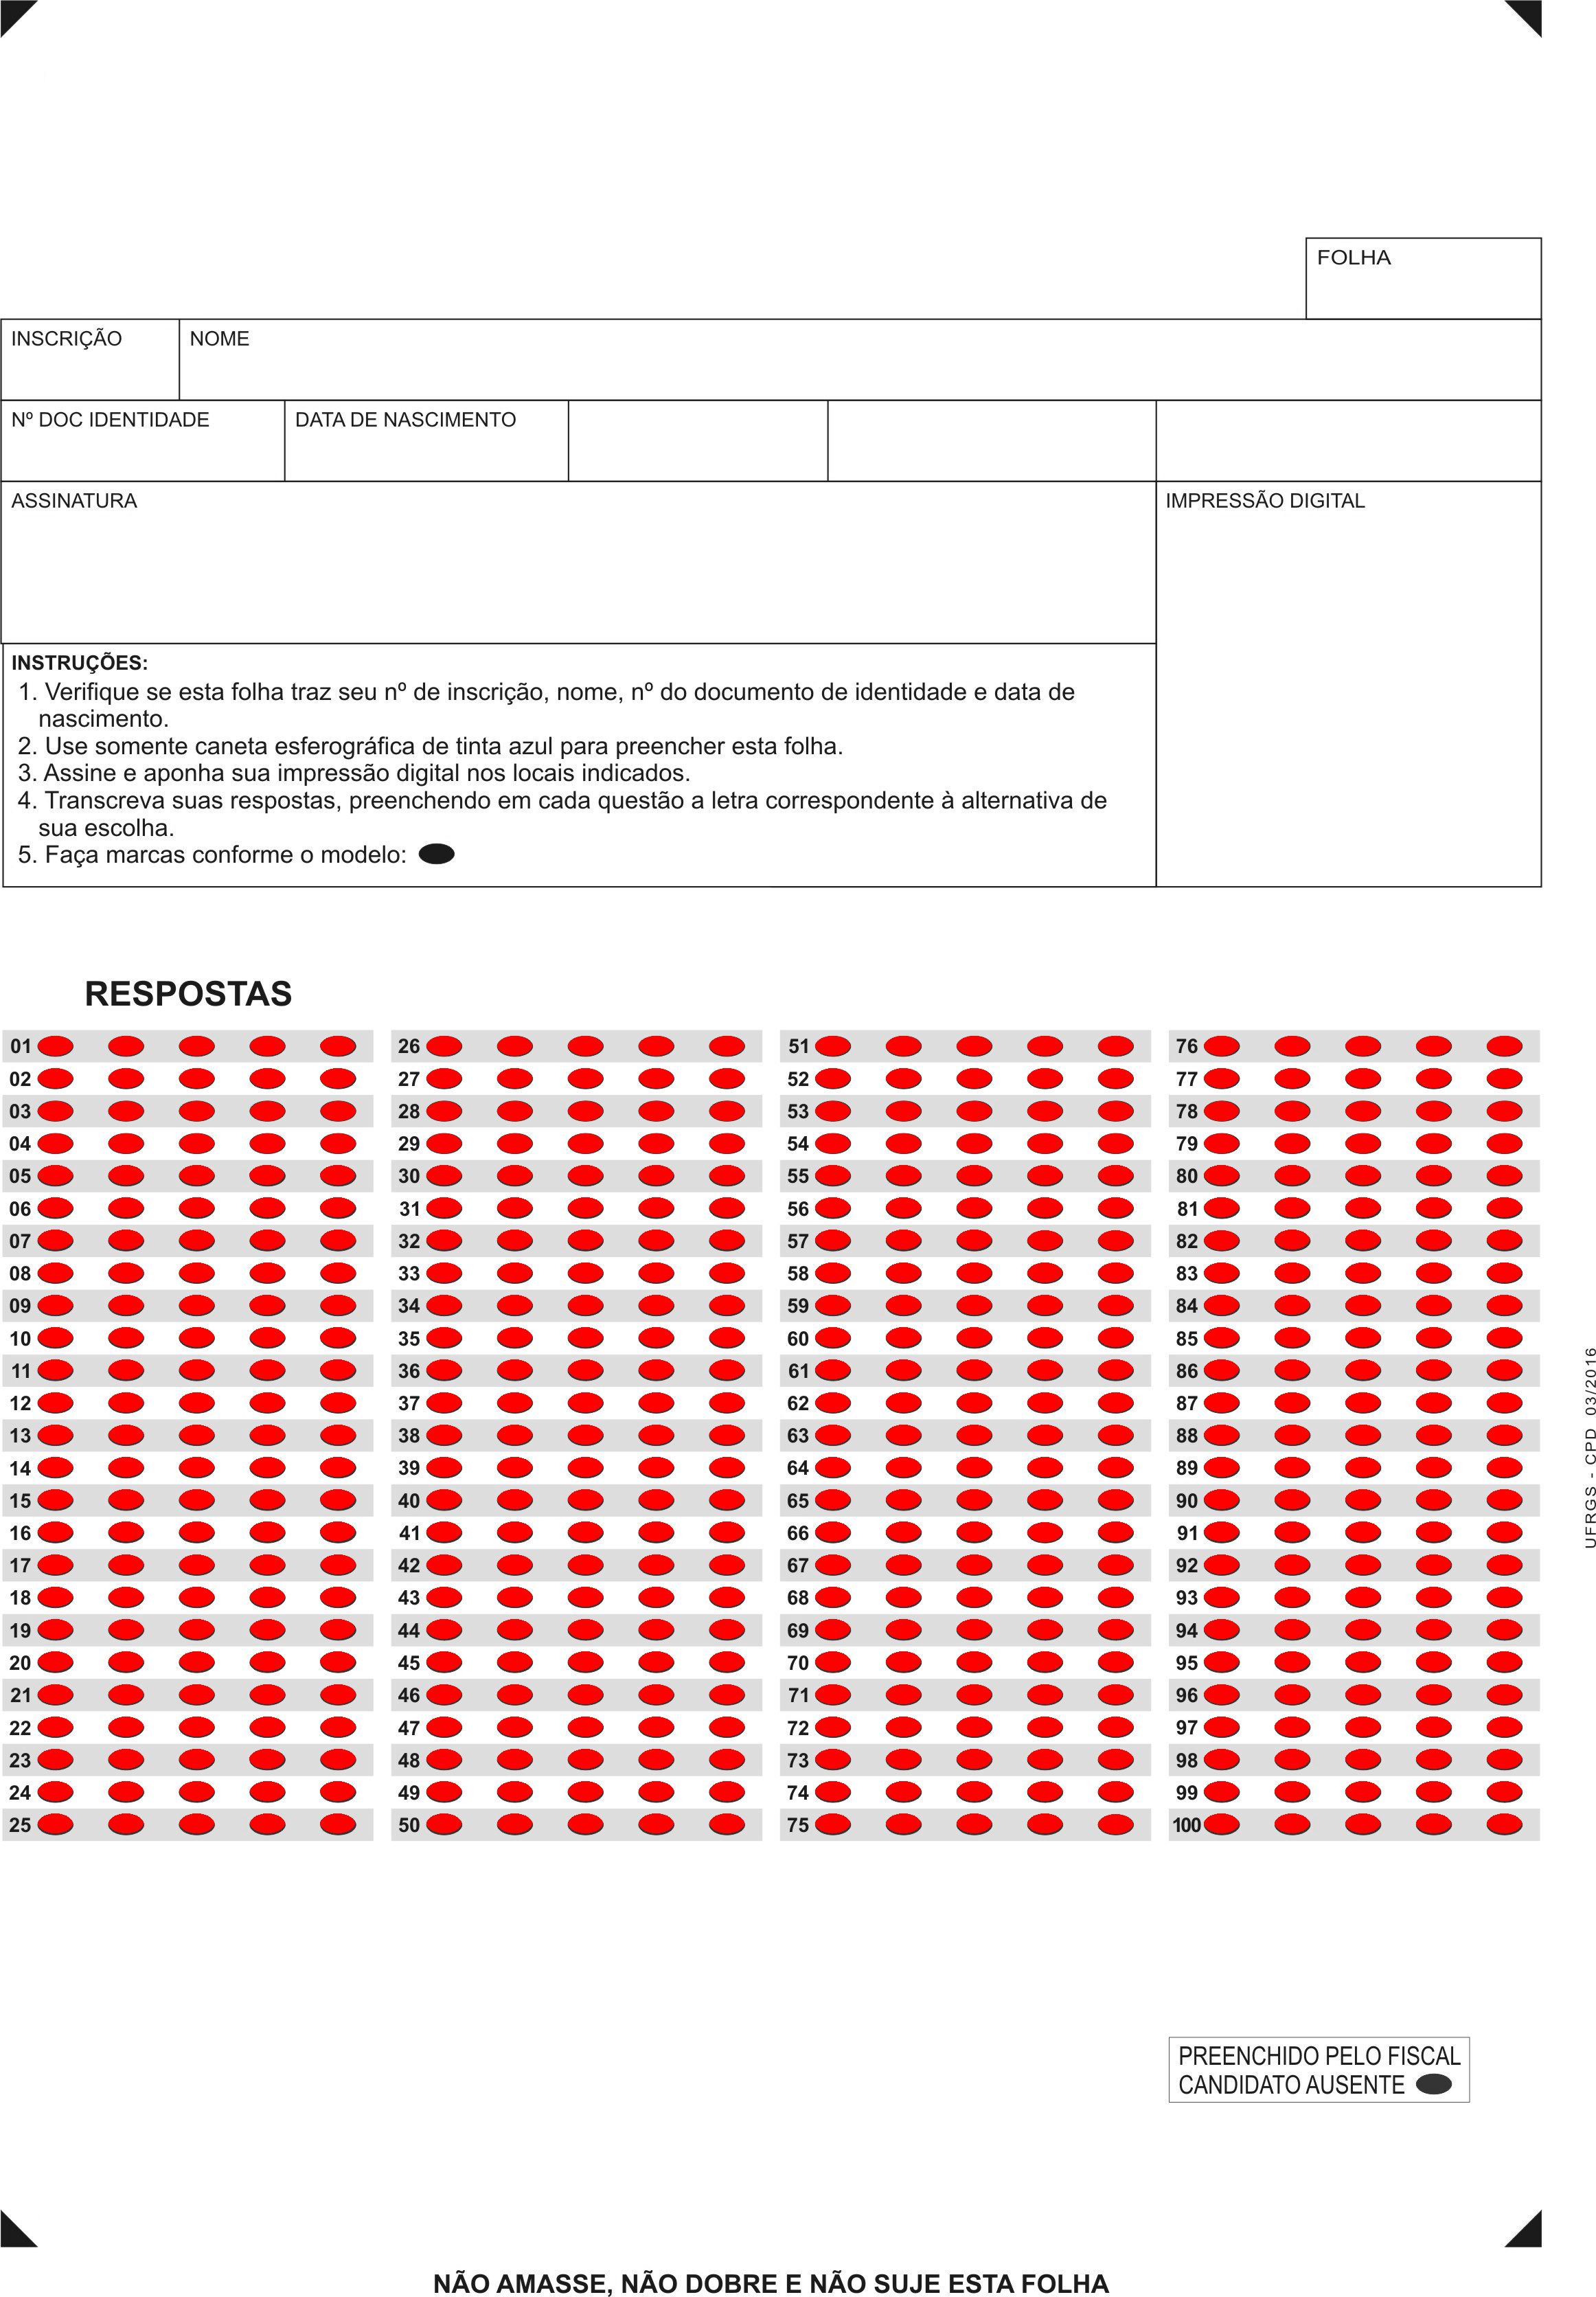 FOLHA
INSCRIÇÃO NOME
Nº DOC IDENTIDADE DATA DE NASCIMENTO
ASSINATURA IMPRESSÃO DIGITAL
INSTRUÇÕES:
1. Verifique se esta folha traz seu nº de inscrição, nome, nº do documento de identidade e data de
nascimento.
2. Use somente caneta esferográfica de tinta azul para preencher esta folha.
3. Assine e aponha sua impressão digital nos locais indicados.
4. Transcreva suas respostas, preenchendo em cada questão a letra correspondente à alternativa de
sua escolha.
5. Faça marcas conforme o modelo:
RESPOSTAS
01 26 51 76
02 27 52 77
03 28 53 78
04 29 54 79
05 30 55 80
06 31 56 81
07 32 57 82
08 33 58 83
09 34 59 84
10 35 60 85
11 36 61 86
12 37 62 87
13 38 63 88
14 39 64 89
15 40 65 90
16 41 66 91
17 42 67 92
18 43 68 93
19 44 69 94
20 45 70 95
21 46 71 96
22 47 72 97
23 48 73 98
24 49 74 99
25 50 75 100
UFRGS - CPD 03/2016
PREENCHIDO PELO FISCAL
CANDIDATO AUSENTE
NÃO AMASSE, NÃO DOBRE E NÃO SUJE ESTA FOLHA